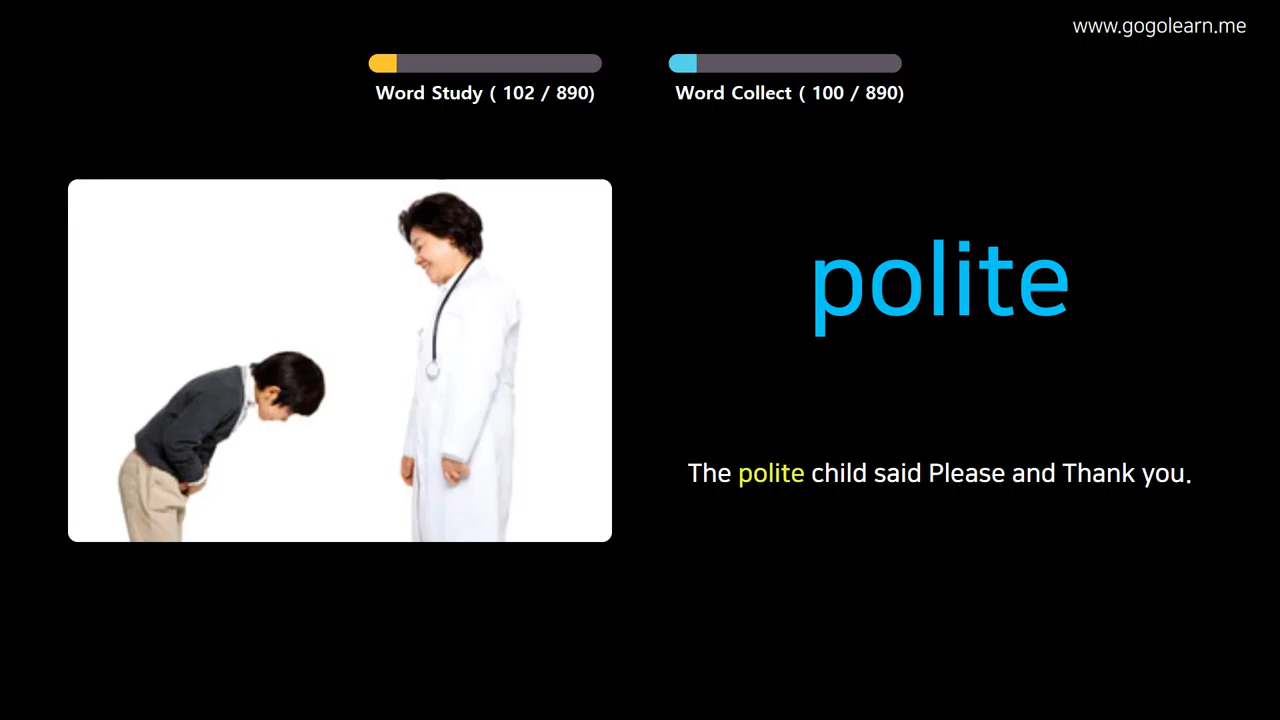 www.gogolearn.me
Word Study ( 102 / 890)
Word Collect ( 100 / 890)
polite
The polite child said Please and Thank you.